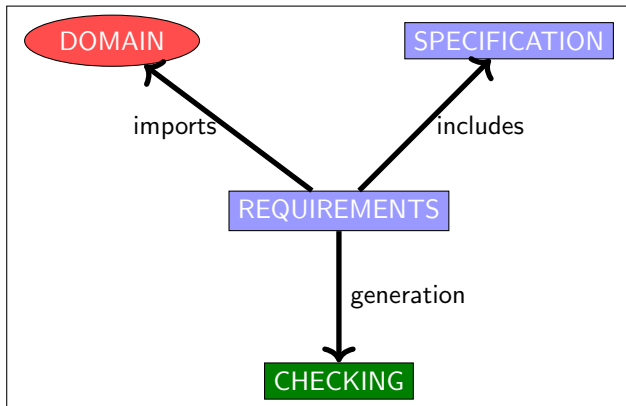 DOMAIN
SPECIFICATION
imports
includes
REQUIREMENTS
generation
CHECKING